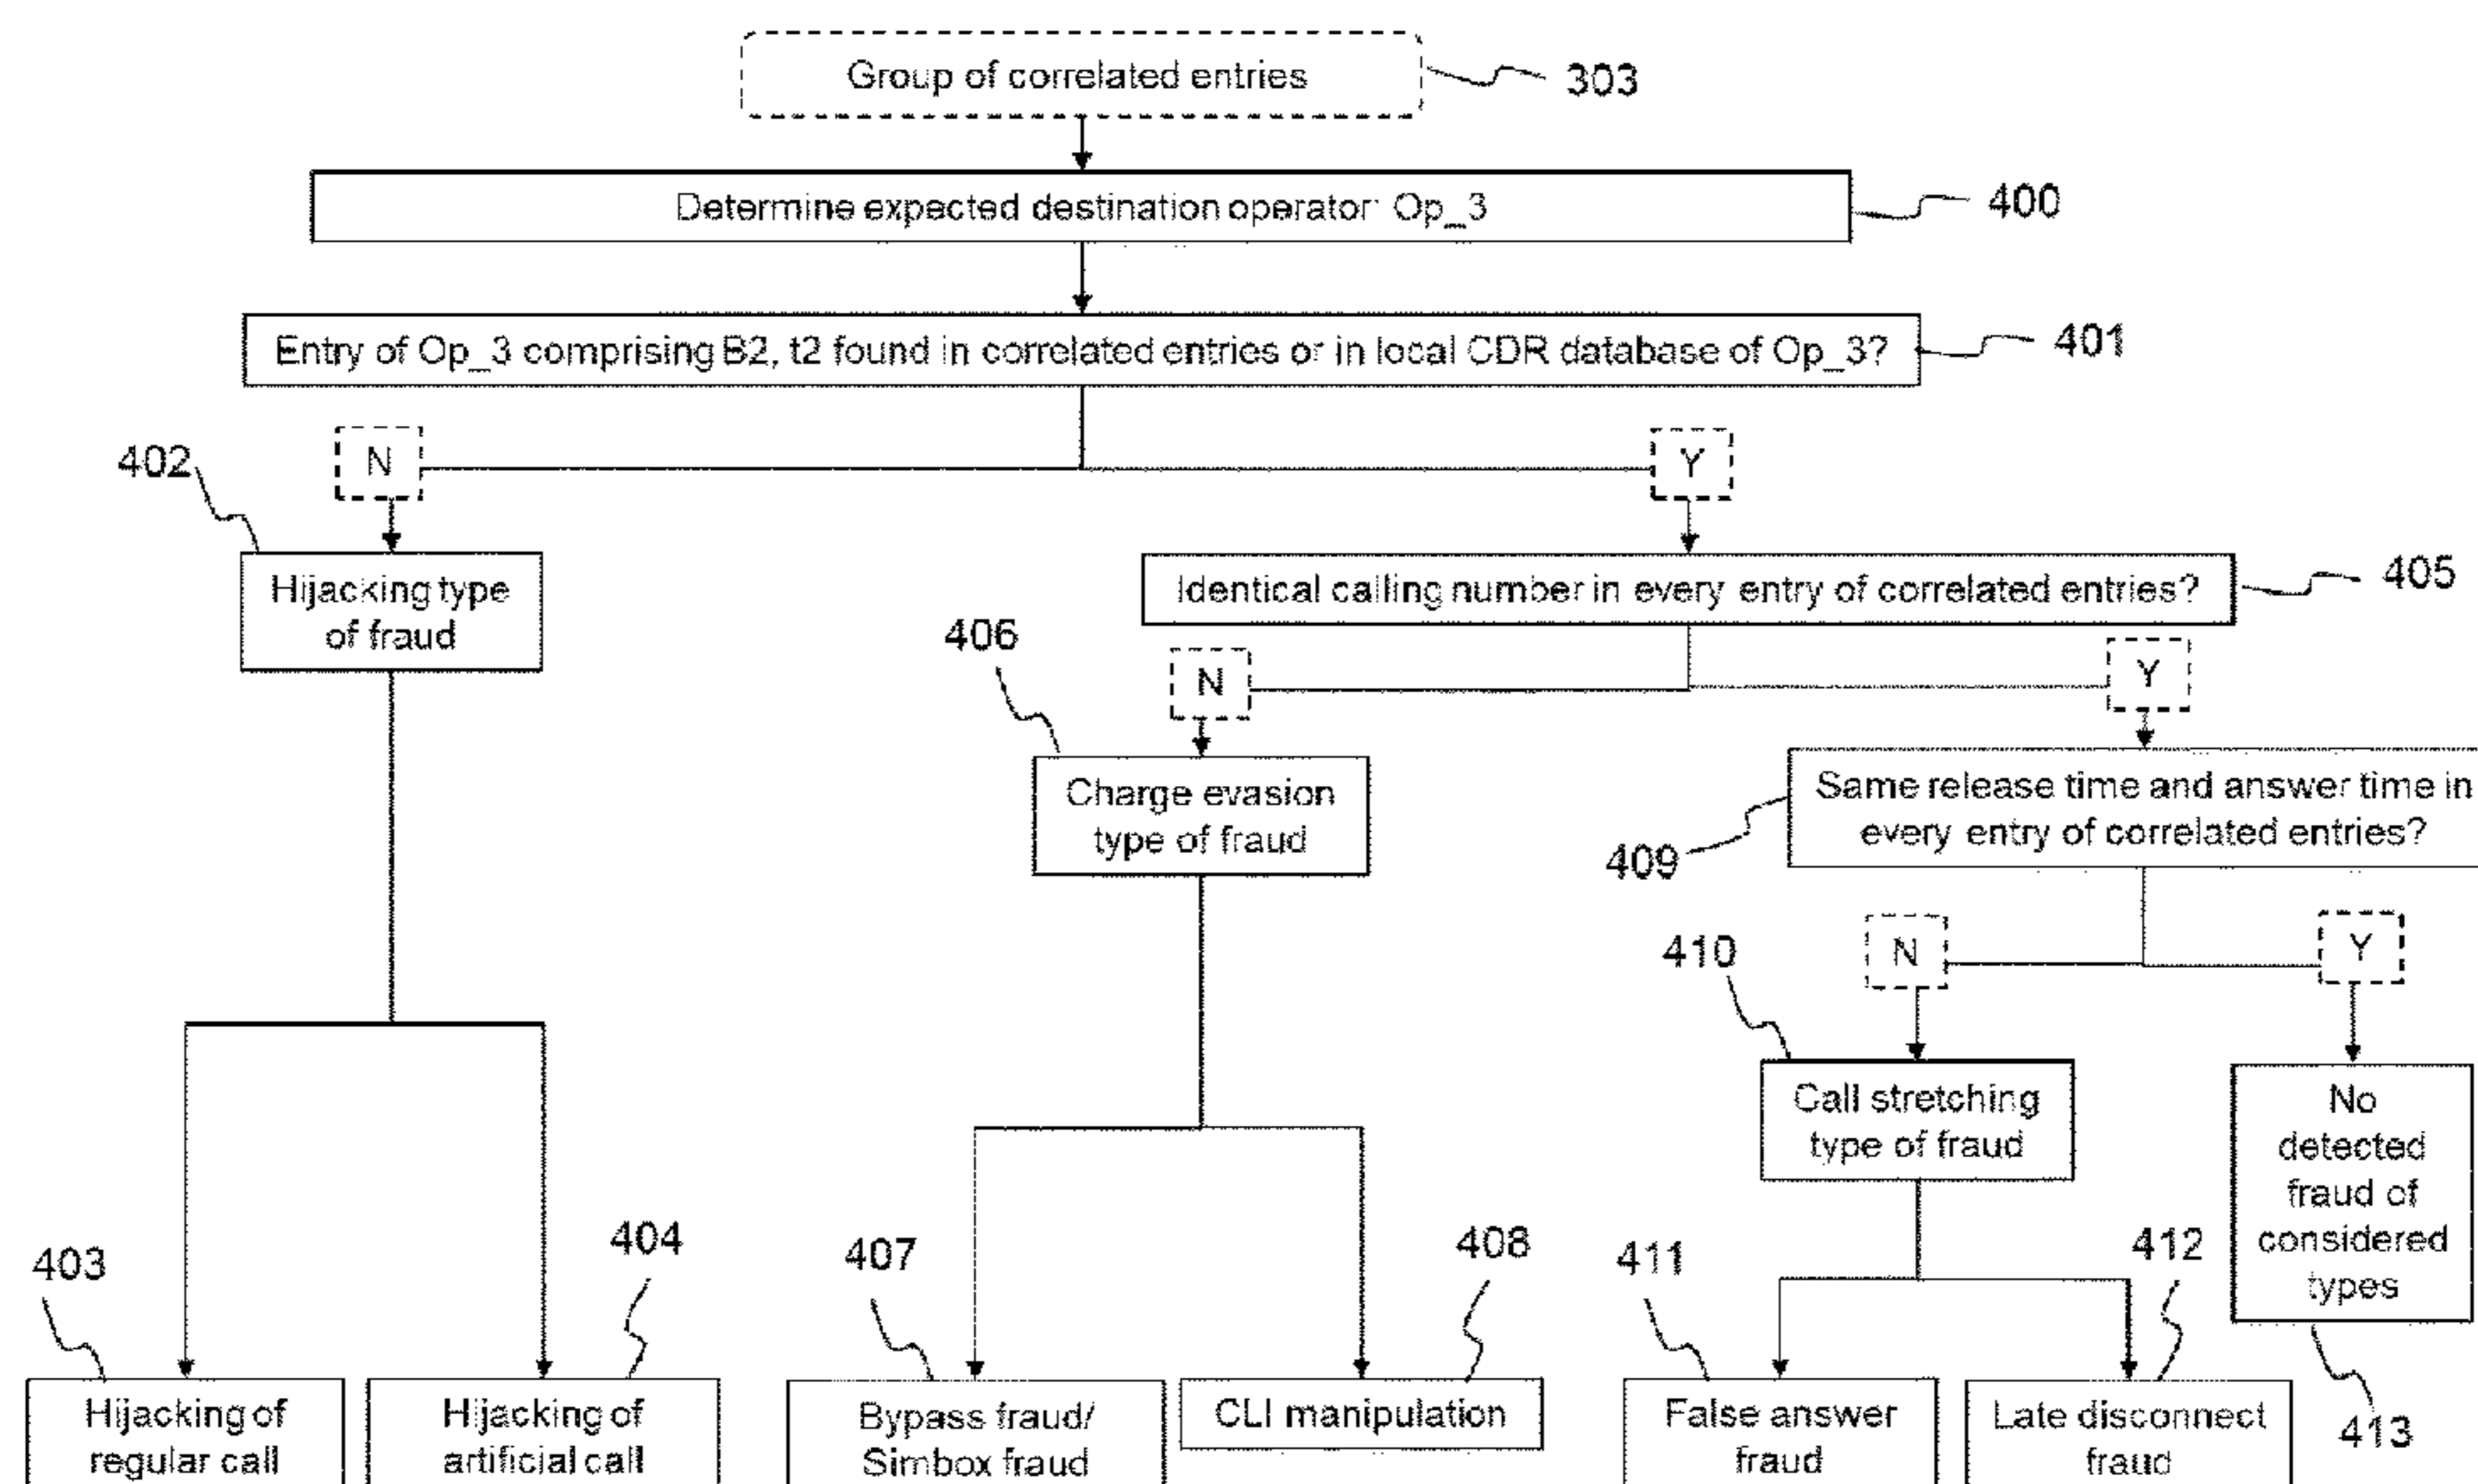 Group of correlated entries
303
Determine expected destination operator: Op_3
400
Entry of Op_3 comprising B2, t2 found in correlated entries or in local CDR database of Op_3?
401
402
N
Y
Hijacking type
of fraud
Identical calling number in every entry of correlated entries?
405
406
N
Y
Charge evasion
type of fraud
Same release time and answer time in
every entry of correlated entries?
409
410
N
Y
Call stretching
type of fraud
No
detected
fraud of
considered
types
403
404
407
408
411
412
413
Hijacking of
regular call
Hijacking of
artificial call
Bypass fraud/
Simbox fraud
CLI manipulation
False answer
fraud
Late disconnect
fraud